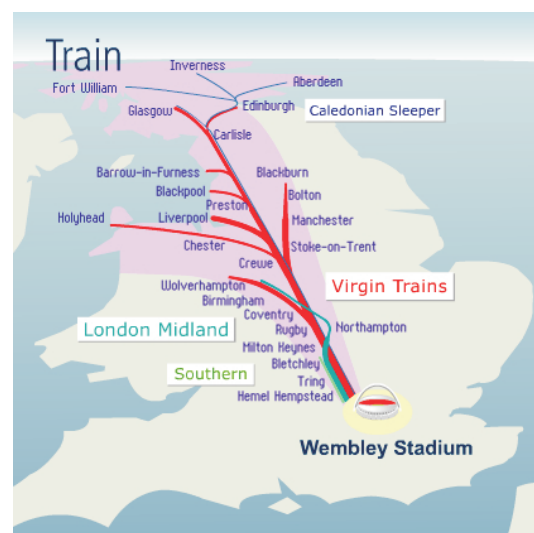 Train
Inverness
Aberdeen
Fort William
Edinburgh
Glasgow
Caledonian Sleeper
Carlisle
Barrow-in-Furness
Blackburn
Blackpool
Bolton
Preston
Holyhead
Liverpool
Manchester
Chester
Stoke-on-Trent
Crewe
Wolverhampton
Virgin Trains
Birmingham
Coventry
London Midland
Rugby
Northampton
Milton Keynes
Bletchley
Southern
Tring
Hemel Hempstead
Wembley Stadium